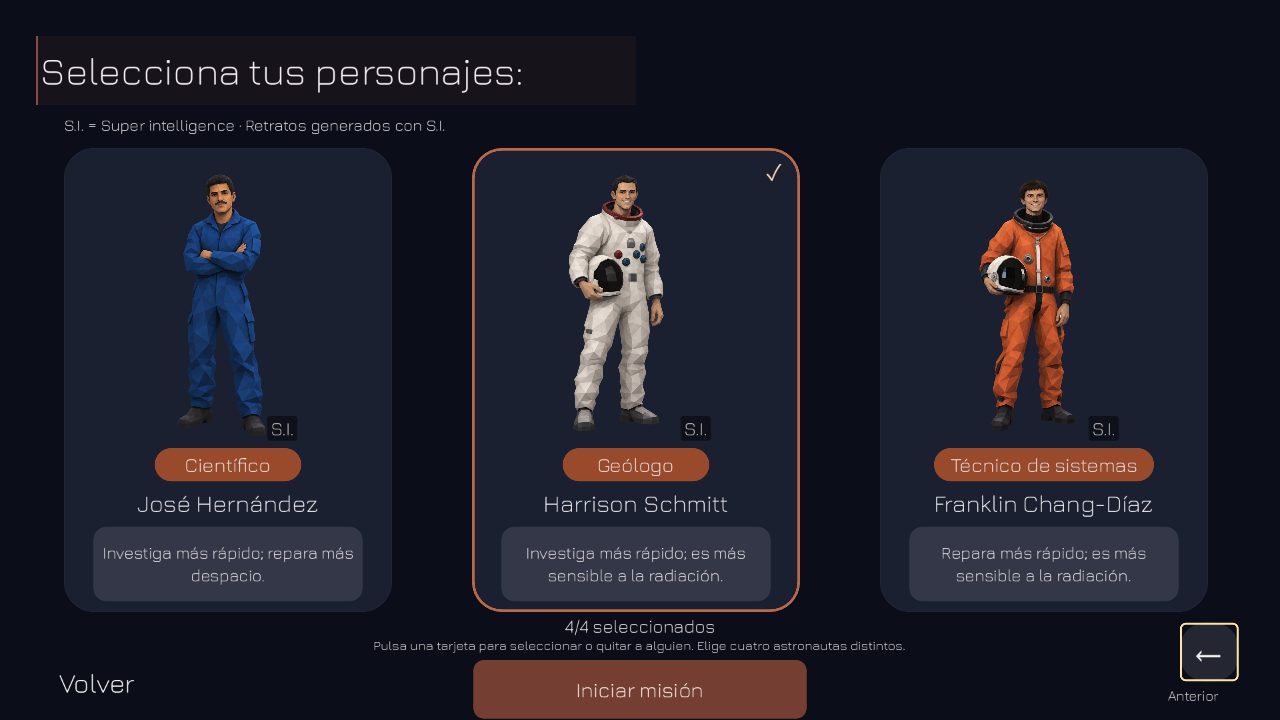 Selecciona tus personajes:
S.I. = Super intelligence · Retratos generados con S.I.
✓
S.I.
Científico
José Hernández
Investiga más rápido; repara más
despacio.
S.I.
Geólogo
Harrison Schmitt
Investiga más rápido; es más
sensible a la radiación.
S.I.
Técnico de sistemas
Franklin Chang-Díaz
Repara más rápido; es más
sensible a la radiación.
4/4 seleccionados
Pulsa una tarjeta para seleccionar o quitar a alguien. Elige cuatro astronautas distintos.
Volver
Iniciar misión
←
Anterior